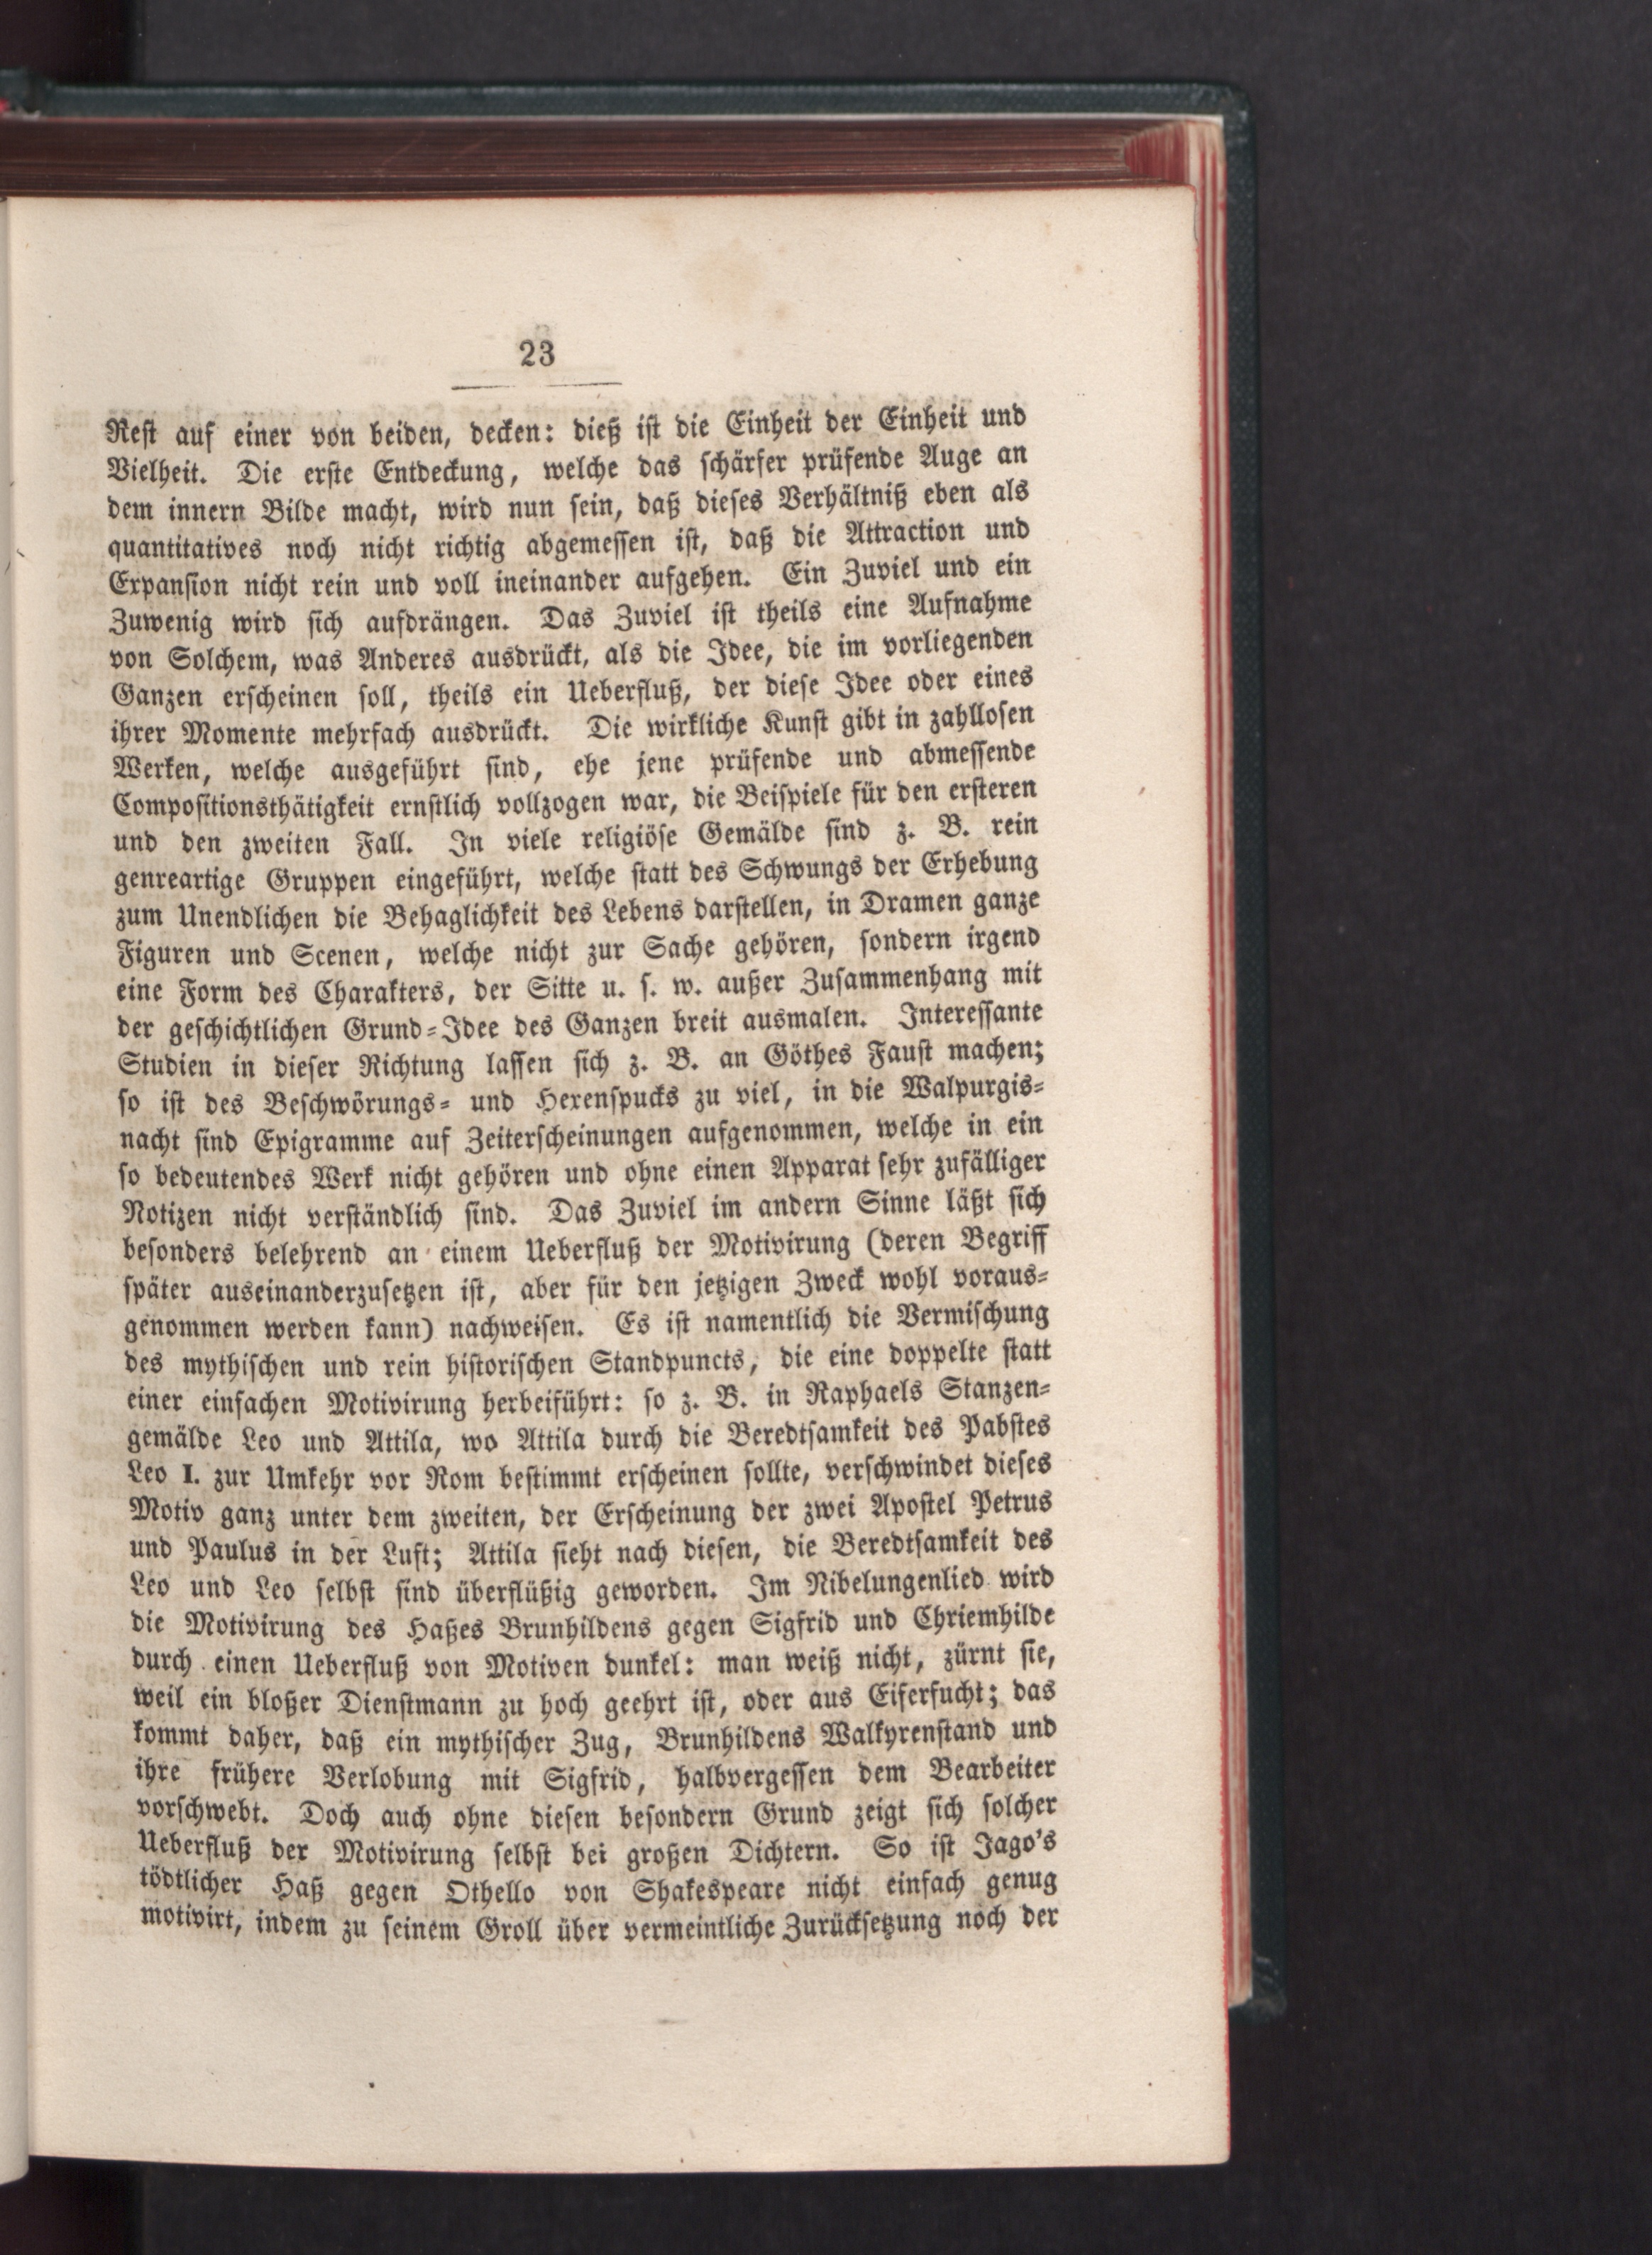 23
Rest auf einer von beiden, decken: dieß ist die Einheit der Einheit und
Vielheit. Die erste Entdeckung, welche das schärfer prüfende Auge an
dem innern Bilde macht, wird nun sein, daß dieses Verhältniß eben als
quantitatives noch nicht richtig abgemessen ist, daß die Attraction und
Expansion nicht rein und voll ineinander aufgehen. Ein Zuviel und ein
Zuwenig wird sich aufdrängen. Das Zuviel ist theils eine Aufnahme
von Solchem, was Anderes ausdrückt, als die Idee, die im vorliegenden
Ganzen erscheinen soll, theils ein Ueberfluß, der diese Idee oder eines
ihrer Momente mehrfach ausdrückt. Die wirkliche Kunst gibt in zahllosen
Werken, welche ausgeführt sind, ehe jene prüfende und abmessende
Compositionsthätigkeit ernstlich vollzogen war, die Beispiele für den ersteren
und den zweiten Fall. In viele religiöse Gemälde sind z. B. rein
genreartige Gruppen eingeführt, welche statt des Schwungs der Erhebung
zum Unendlichen die Behaglichkeit des Lebens darstellen, in Dramen ganze
Figuren und Scenen, welche nicht zur Sache gehören, sondern irgend
eine Form des Charakters, der Sitte u. s. w. außer Zusammenhang mit
der geschichtlichen Grund-Idee des Ganzen breit ausmalen. Interessante
Studien in dieser Richtung lassen sich z. B. an Göthes Faust machen;
so ist des Beschwörungs- und Hexenspucks zu viel, in die Walpurgis-
nacht sind Epigramme auf Zeiterscheinungen aufgenommen, welche in ein
so bedeutendes Werk nicht gehören und ohne einen Apparat sehr zufälliger
Notizen nicht verständlich sind. Das Zuviel im andern Sinne läßt sich
besonders belehrend an einem Ueberfluß der Motivirung (deren Begriff
später auseinanderzusetzen ist, aber für den jetzigen Zweck wohl voraus-
genommen werden kann) nachweisen. Es ist namentlich die Vermischung
des mythischen und rein historischen Standpuncts, die eine doppelte statt
einer einfachen Motivirung herbeiführt: so z. B. in Raphaels Stanzen-
gemälde Leo und Attila, wo Attila durch die Beredtsamkeit des Pabstes
Leo I. zur Umkehr vor Rom bestimmt erscheinen sollte, verschwindet dieses
Motiv ganz unter dem zweiten, der Erscheinung der zwei Apostel Petrus
und Paulus in der Luft; Attila sieht nach diesen, die Beredtsamkeit des
Leo und Leo selbst sind überflüßig geworden. Im Nibelungenlied wird
die Motivirung des Haßes Brunhildens gegen Sigfrid und Chriemhilde
durch einen Ueberfluß von Motiven dunkel: man weiß nicht, zürnt sie,
weil ein bloßer Dienstmann zu hoch geehrt ist, oder aus Eifersucht; das
kommt daher, daß ein mythischer Zug, Brunhildens Walkyrenstand und
ihre frühere Verlobung mit Sigfrid, halbvergessen dem Bearbeiter
vorschwebt. Doch auch ohne diesen besondern Grund zeigt sich solcher
Ueberfluß der Motivirung selbst bei großen Dichtern. So ist Jago's
tödtlicher Haß gegen Othello von Shakespeare nicht einfach genug
motivirt, indem zu seinem Groll über vermeintliche Zurücksetzung noch der